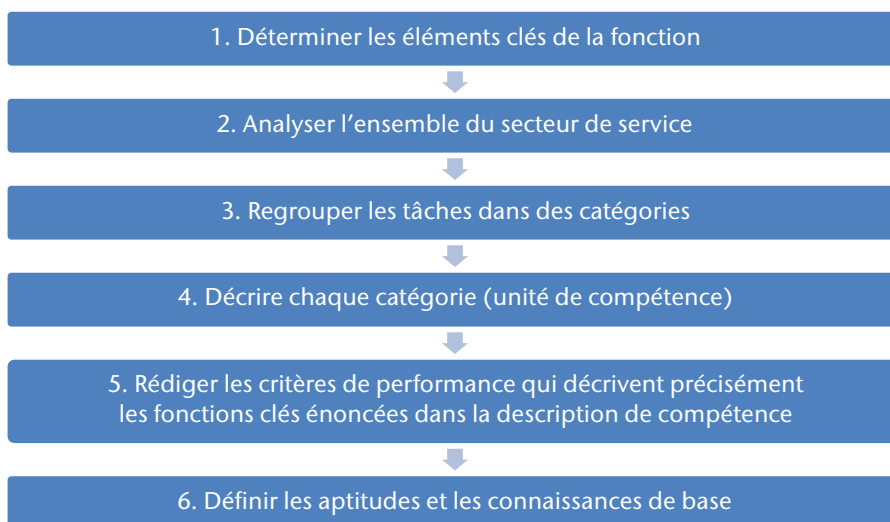 1. Déterminer les éléments clés de la fonction
2. Analyser l’ensemble du secteur de service
3. Regrouper les tâches dans des catégories
4. Décrire chaque catégorie (unité de compétence)
5. Rédiger les critères de performance qui décrivent précisément
les fonctions clés énoncées dans la description de compétence
6. Définir les aptitudes et les connaissances de base